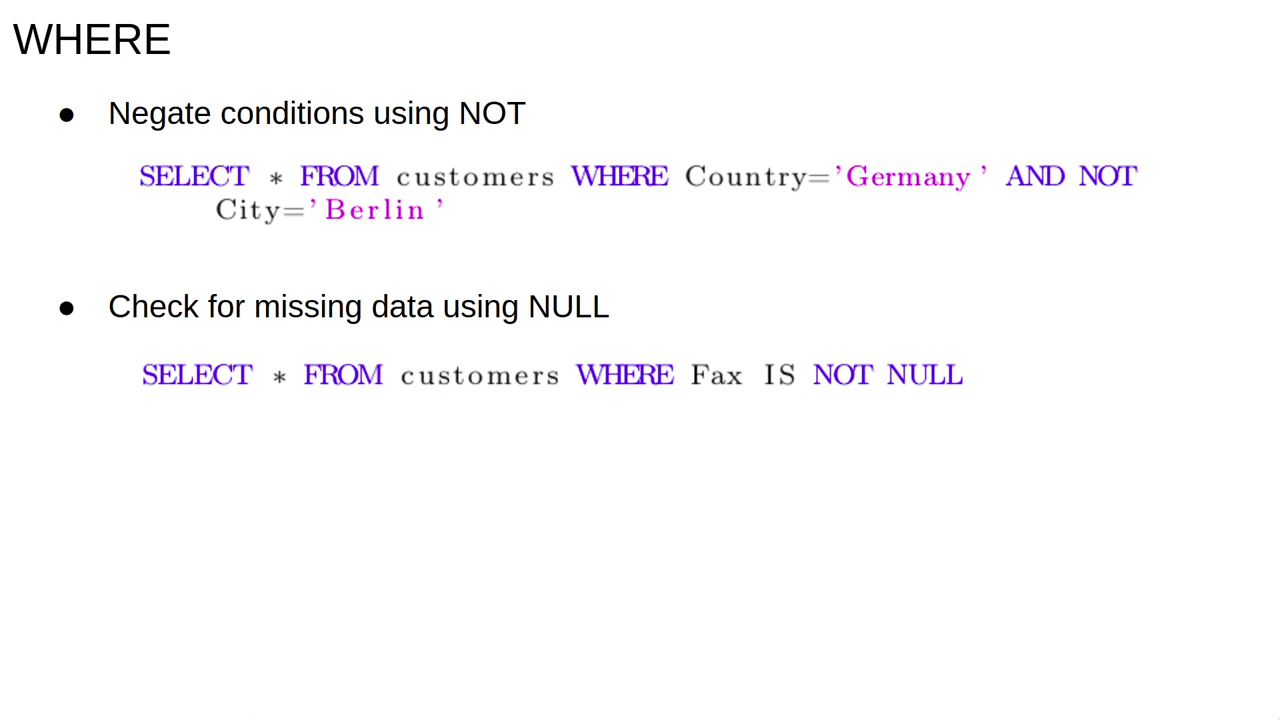 WHERE
● Negate conditions using NOT
SELECT * FROM customers WHERE Country='Germany' AND NOT
City='Berlin'
● Check for missing data using NULL
SELECT * FROM customers WHERE Fax IS NOT NULL